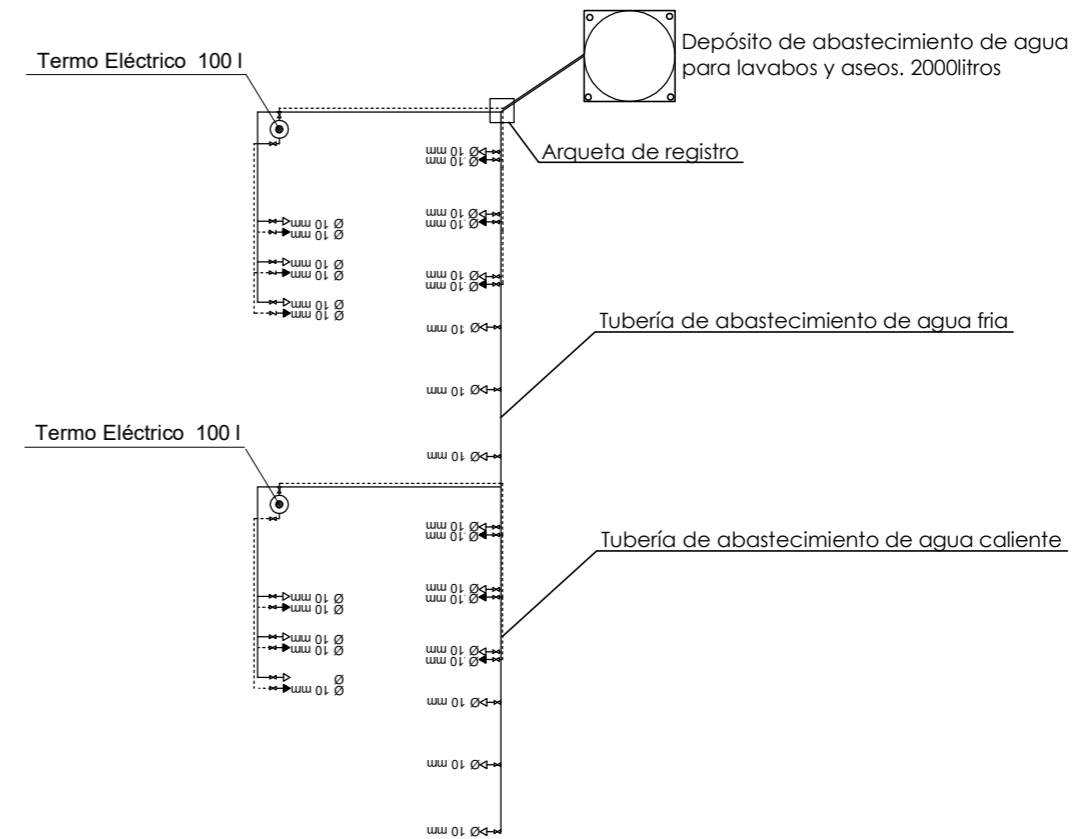 Depósito de abastecimiento de agua
para lavabos y aseos. 2000litros
Termo Eléctrico 100 l
Arqueta de registro
Ø 10 mm
Ø 10 mm
Ø 10 mm
Ø 10 mm
Ø 10 mm
Ø 10 mm
Ø 10 mm
Ø 10 mm
Ø 10 mm
Ø 10 mm
Ø 10 mm
Ø 10 mm
Tubería de abastecimiento de agua fria
Ø 10 mm
Ø 10 mm
Ø 10 mm
Termo Eléctrico 100 l
Ø 10 mm
Ø 10 mm
Tubería de abastecimiento de agua caliente
Ø 10 mm
Ø 10 mm
Ø 10 mm
Ø 10 mm
Ø 10 mm
Ø 10 mm
Ø 10 mm
Ø 10 mm
Ø
Ø 10 mm
Ø 10 mm
Ø 10 mm
Ø 10 mm